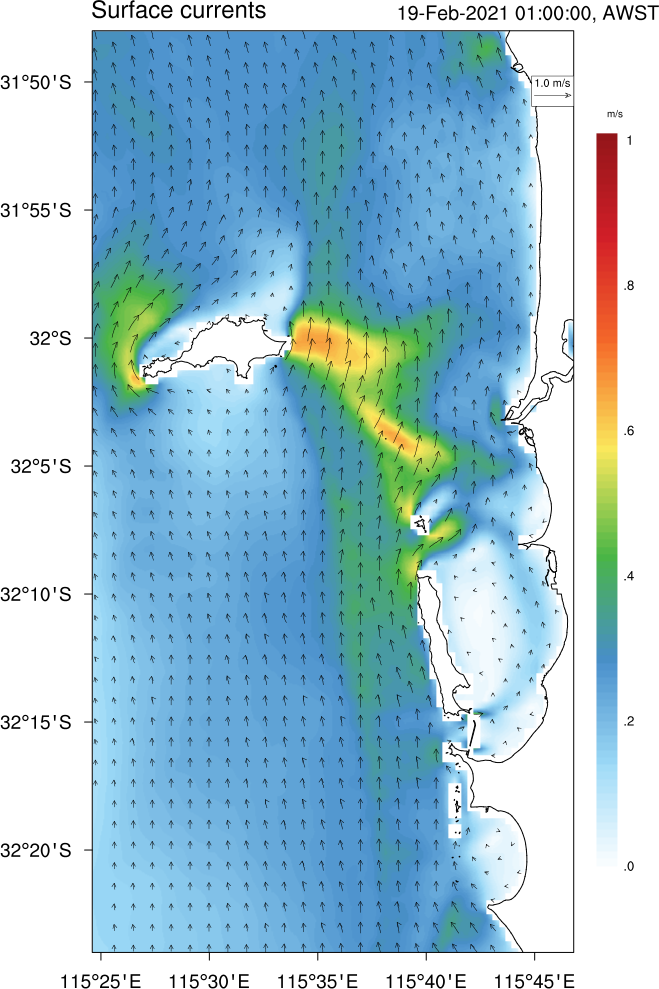 Surface currents
19-Feb-2021 01:00:00, AWST
31°50'S
1.0 m/s
m/s
1
31°55'S
.8
32°S
.6
32°5'S
.4
32°10'S
32°15'S
.2
32°20'S
.0
115°25'E
115°30'E
115°35'E
115°40'E
115°45'E